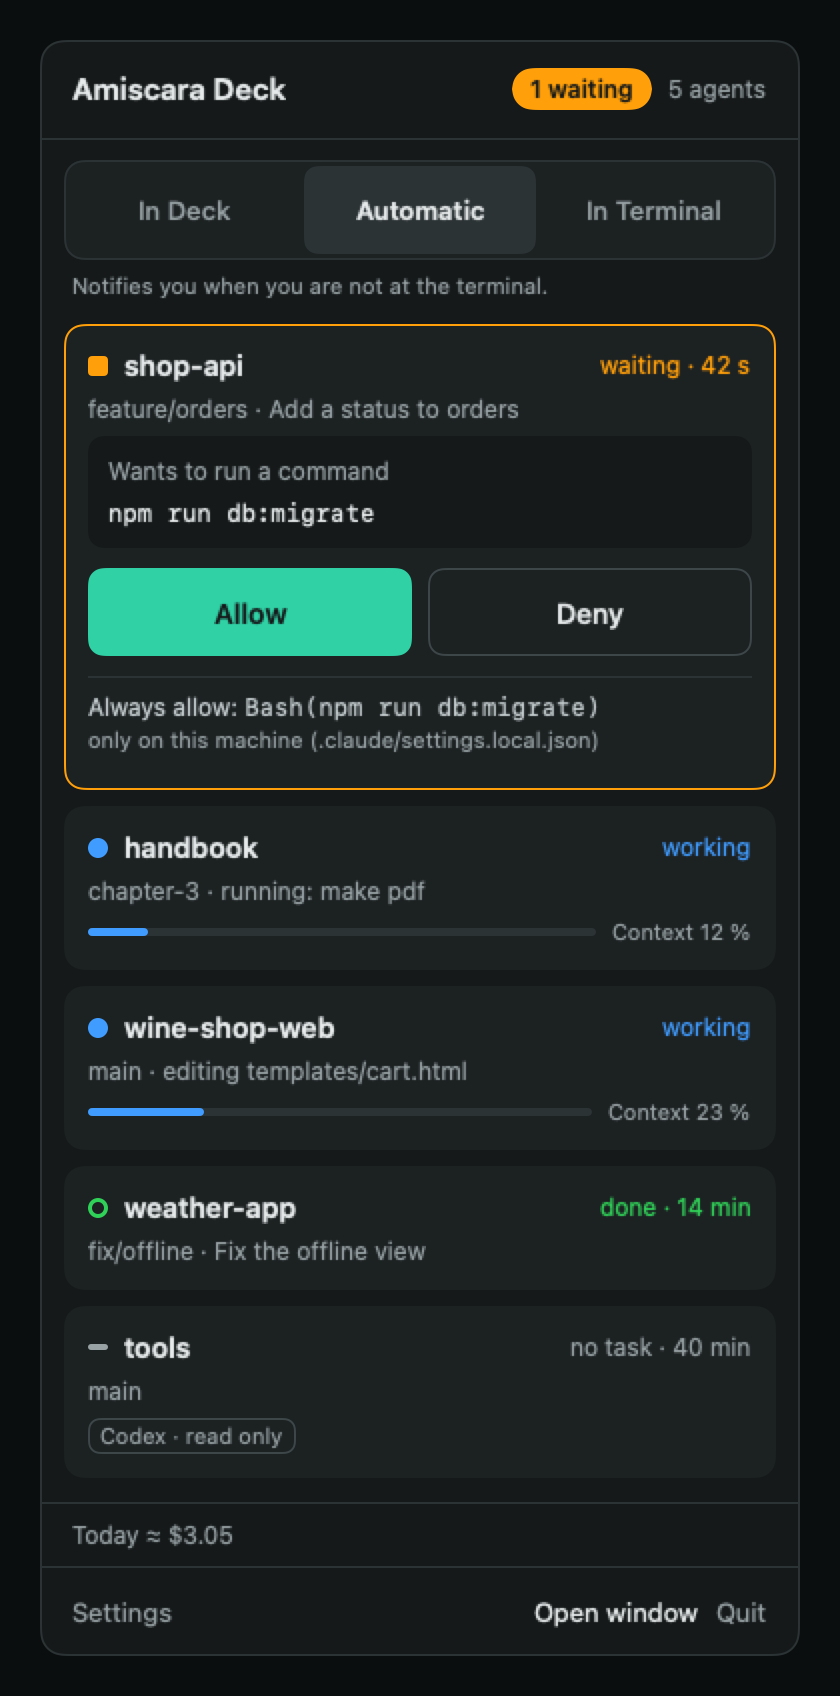 Amiscara Deck
1 waiting 5 agents
In Deck Automatic In Terminal
Notifies you when you are not at the terminal.
shop-api waiting · 42 s
feature/orders · Add a status to orders
Wants to run a command
npm run db:migrate
Allow Deny
Always allow: Bash(npm run db:migrate)
only on this machine (.claude/settings.local.json)
handbook working
chapter-3 · running: make pdf
Context 12 %
wine-shop-web working
main · editing templates/cart.html
Context 23 %
weather-app done · 14 min
fix/offline · Fix the offline view
tools no task · 40 min
main
Codex · read only
Today ≈ $3.05
Settings Open window Quit